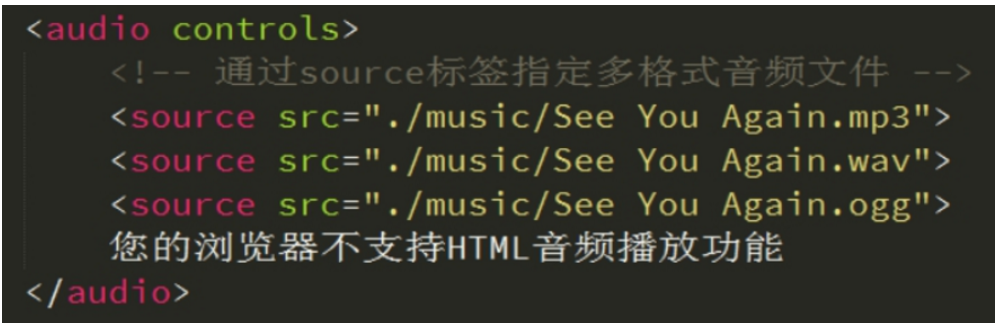 <audio controls>
<!-- 通过source标签指定多格式音频文件 -->
<source src="./music/See You Again.mp3">
<source src="./music/See You Again.wav">
<source src="./music/See You Again.ogg">
您的浏览器不支持HTML音频播放功能
</audio>